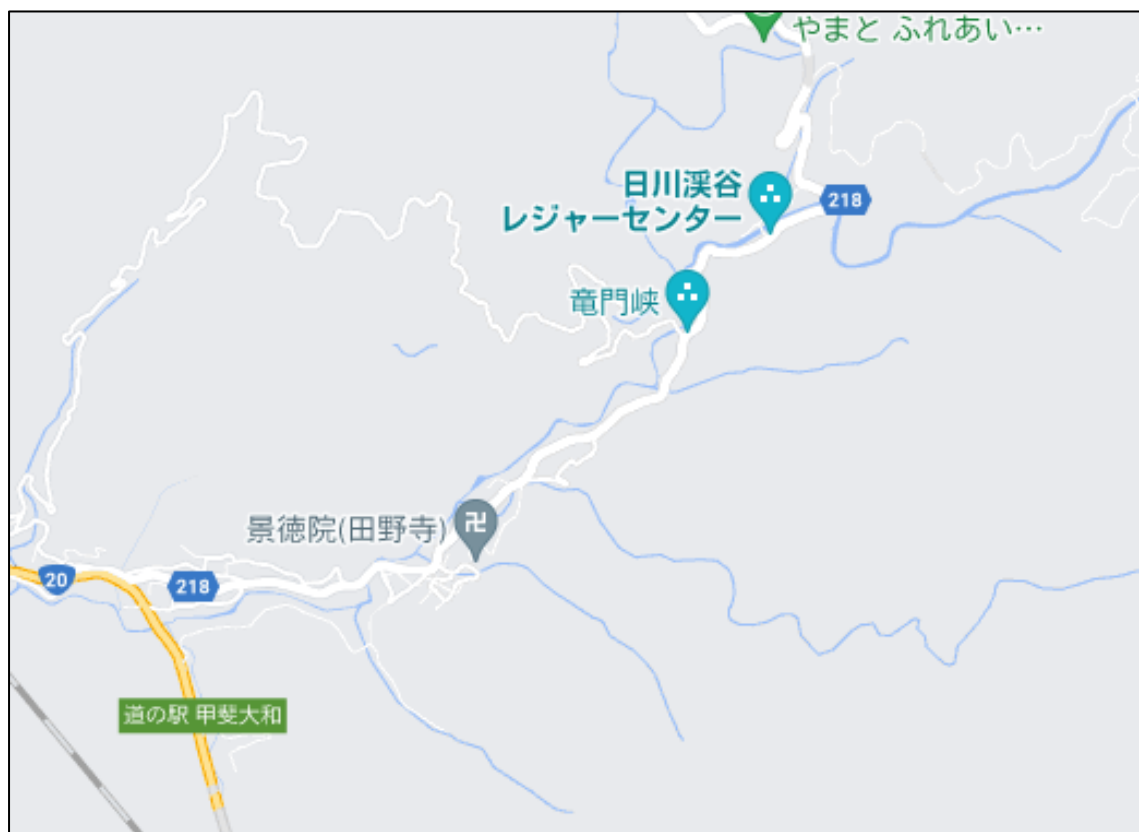 やまと ふれあい…
日川渓谷
レジャーセンター
218
竜門峡
景徳院(田野寺)
卍
20
218
道の駅 甲斐大和